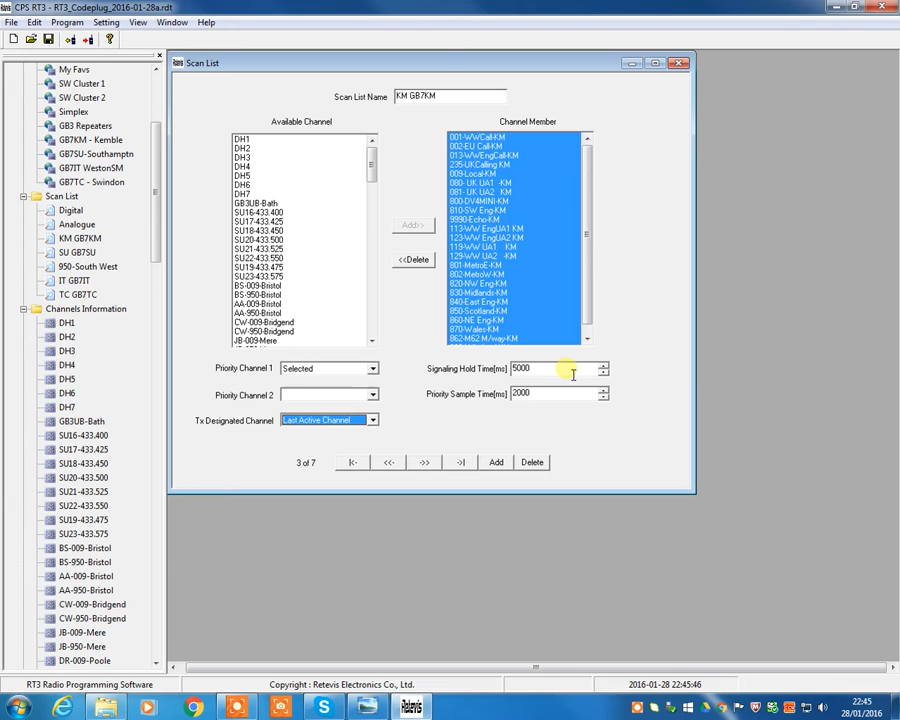 CPS RT3 - RT3_Codeplug_2016-01-28a.rdt
File Edit Program Setting View Window Help
My Favs
SW Cluster 1
SW Cluster 2
Simplex
GB3 Repeaters
GB7KM - Kemble
GB7SU-Southamptn
GB7IT WestonSM
GB7TC - Swindon
Scan List
Digital
Analogue
KM GB7KM
SU GB7SU
950-South West
IT GB7IT
TC GB7TC
Channels Information
DH1
DH2
DH3
DH4
DH5
DH6
DH7
GB3UB-Bath
SU16-433.400
SU17-433.425
SU18-433.450
SU20-433.500
SU21-433.525
SU22-433.550
SU19-433.475
SU23-433.575
BS-009-Bristol
BS-950-Bristol
AA-009-Bristol
AA-950-Bristol
CW-009-Bridgend
CW-950-Bridgend
JB-009-Mere
JB-950-Mere
DR-009-Poole
Scan List
Scan List Name KM GB7KM
Available Channel
DH1
DH2
DH3
DH4
DH5
DH6
DH7
GB3UB-Bath
SU16-433.400
SU17-433.425
SU18-433.450
SU20-433.500
SU21-433.525
SU22-433.550
SU19-433.475
SU23-433.575
BS-009-Bristol
BS-950-Bristol
AA-009-Bristol
AA-950-Bristol
CW-009-Bridgend
CW-950-Bridgend
JB-009-Mere
Add>>
<<Delete
Channel Member
001-WWCall-KM
002-EU Call-KM
013-WWEngCall-KM
235-UKCalling KM
009-Local-KM
080- UK UA1 -KM
081- UK UA2 -KM
800-DV4MINI-KM
810-SW Eng-KM
9990-Echo-KM
113-WW EngUA1 KM
123-WW EngUA2 KM
119-WW UA1 -KM
129-WW UA2 -KM
801-MetroE-KM
802-MetroW-KM
820-NW Eng-KM
830-Midlands-KM
840-East Eng-KM
850-Scotland-KM
860-NE Eng-KM
870-Wales-KM
862-M62 M/way-KM
Priority Channel 1 Selected
Signaling Hold Time[ms] 5000
Priority Channel 2
Priority Sample Time[ms] 2000
Tx Designated Channel Last Active Channel
3 of 7 |<- <<- ->> ->| Add Delete
RT3 Radio Programming Software
Copyright : Retevis Electronics Co., Ltd.
2016-01-28 22:45:46
Retevis
22:45
28/01/2016